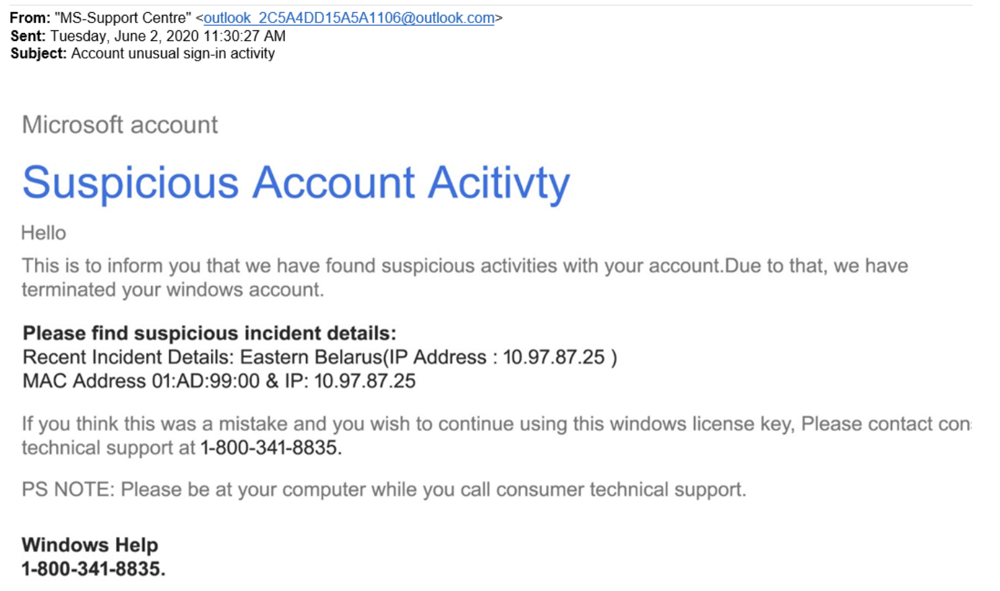 From: "MS-Support Centre" <outlook_2C5A4DD15A5A1106@outlook.com>
Sent: Tuesday, June 2, 2020 11:30:27 AM
Subject: Account unusual sign-in activity
Microsoft account
Suspicious Account Acitivty
Hello
This is to inform you that we have found suspicious activities with your account.Due to that, we have
terminated your windows account.
Please find suspicious incident details:
Recent Incident Details: Eastern Belarus(IP Address : 10.97.87.25 )
MAC Address 01:AD:99:00 & IP: 10.97.87.25
If you think this was a mistake and you wish to continue using this windows license key, Please contact
technical support at 1-800-341-8835.
PS NOTE: Please be at your computer while you call consumer technical support.
Windows Help
1-800-341-8835.